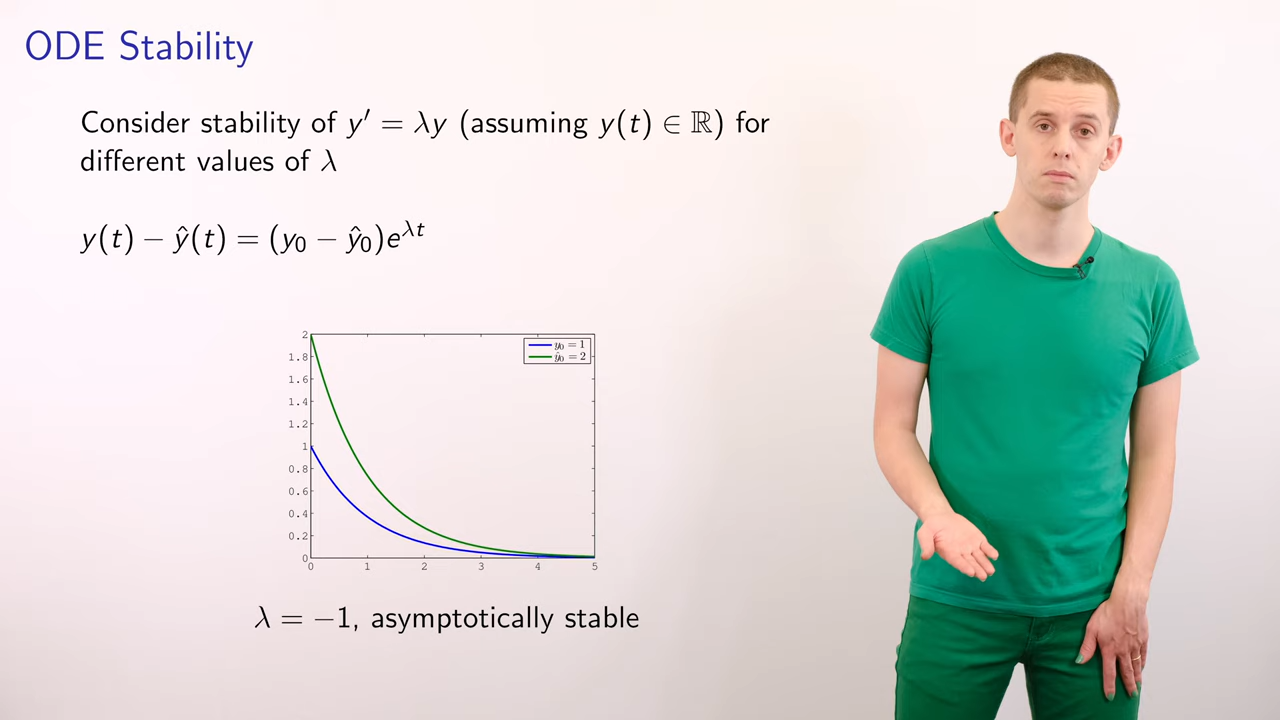 ODE Stability
Consider stability of y′ = λy (assuming y(t) ∈ ℝ) for
different values of λ
y(t) − ŷ(t) = (y₀ − ŷ₀)e^{λt}
2
1.8
1.6
1.4
1.2
1
0.8
0.6
0.4
0.2
0
y₀ = 1
ŷ₀ = 2
0 1 2 3 4 5
λ = −1, asymptotically stable